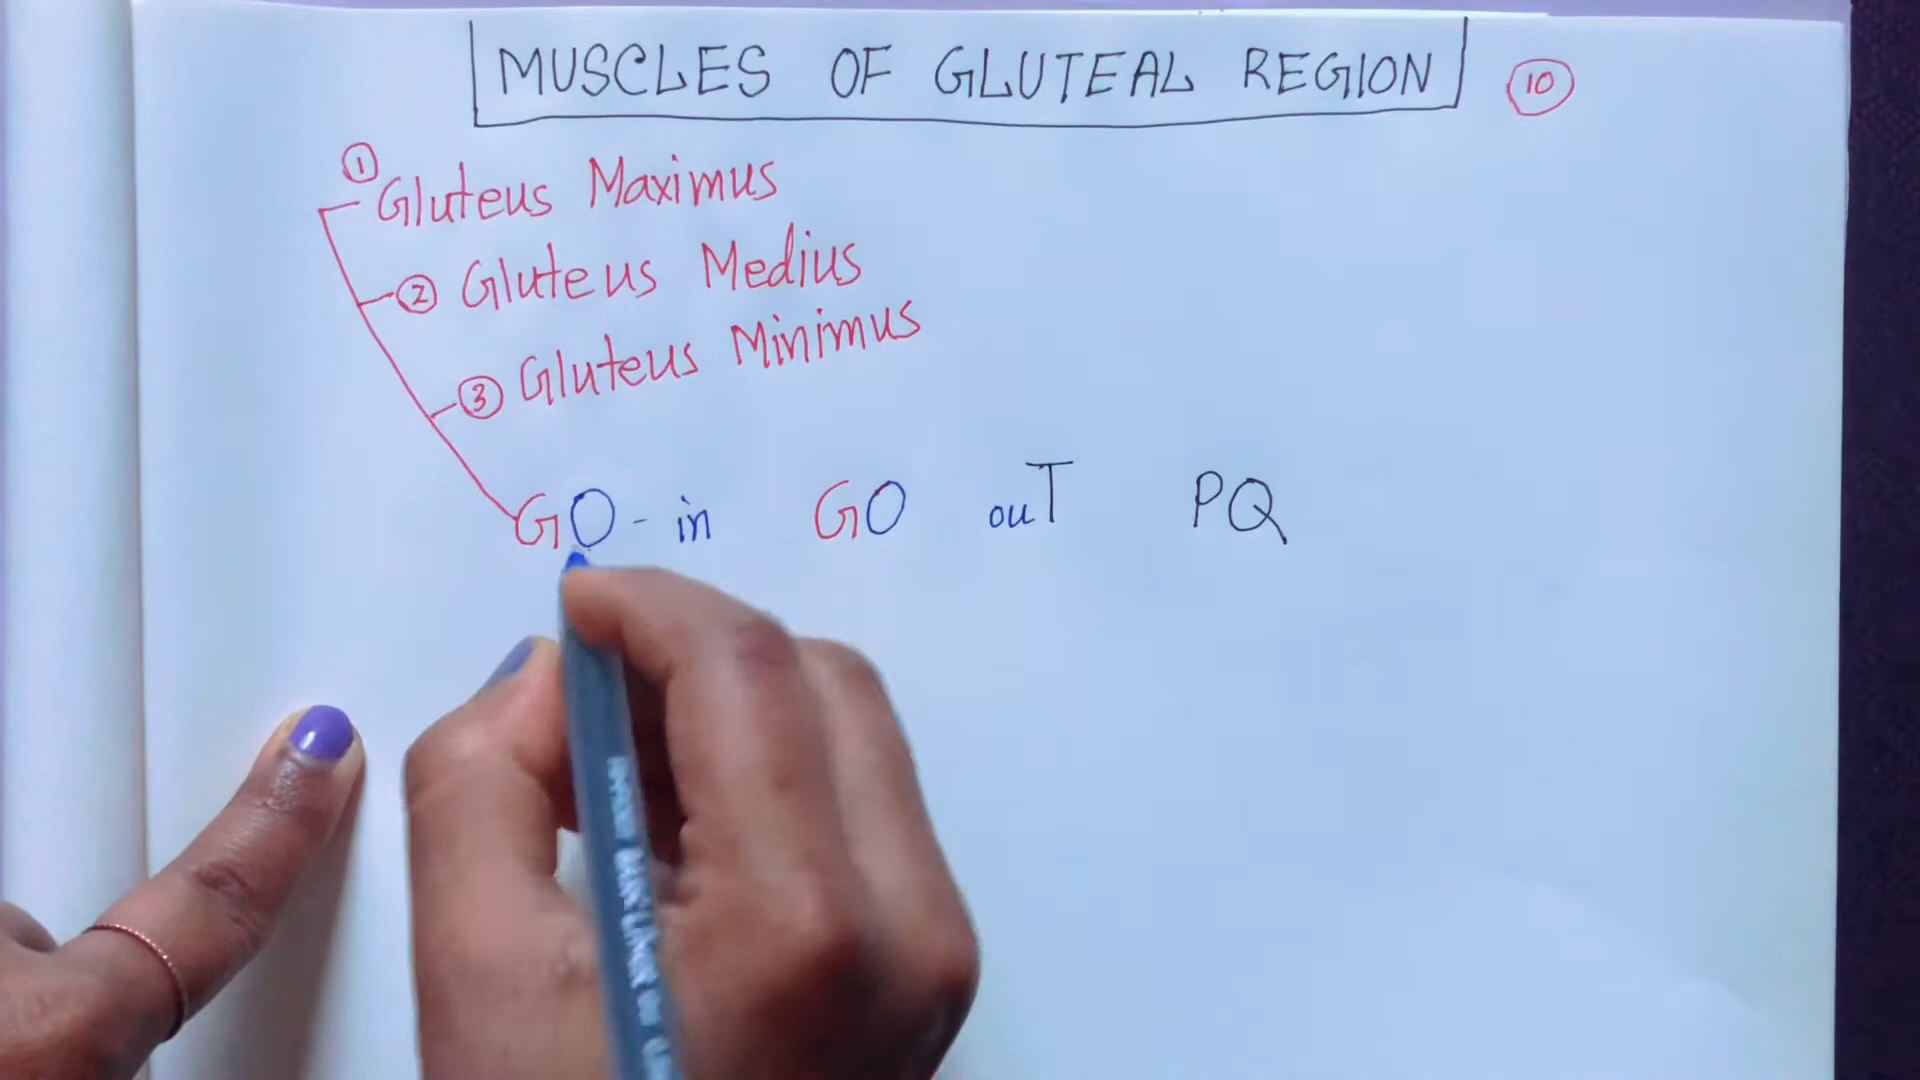 MUSCLES OF GLUTEAL REGION 10
1 Gluteus Maximus
2 Gluteus Medius
3 Gluteus Minimus
GO - in GO ouT PQ